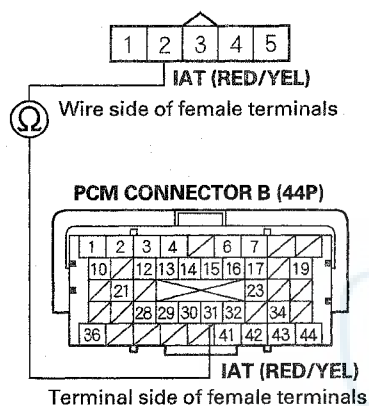 1 2 3 4 5
IAT (RED/YEL)
Ω
Wire side of female terminals
PCM CONNECTOR B (44P)
1 2 3 4 6 7
10 12 13 14 15 16 17 19
21 23
28 29 30 31 32 34
36 41 42 43 44
IAT (RED/YEL)
Terminal side of female terminals